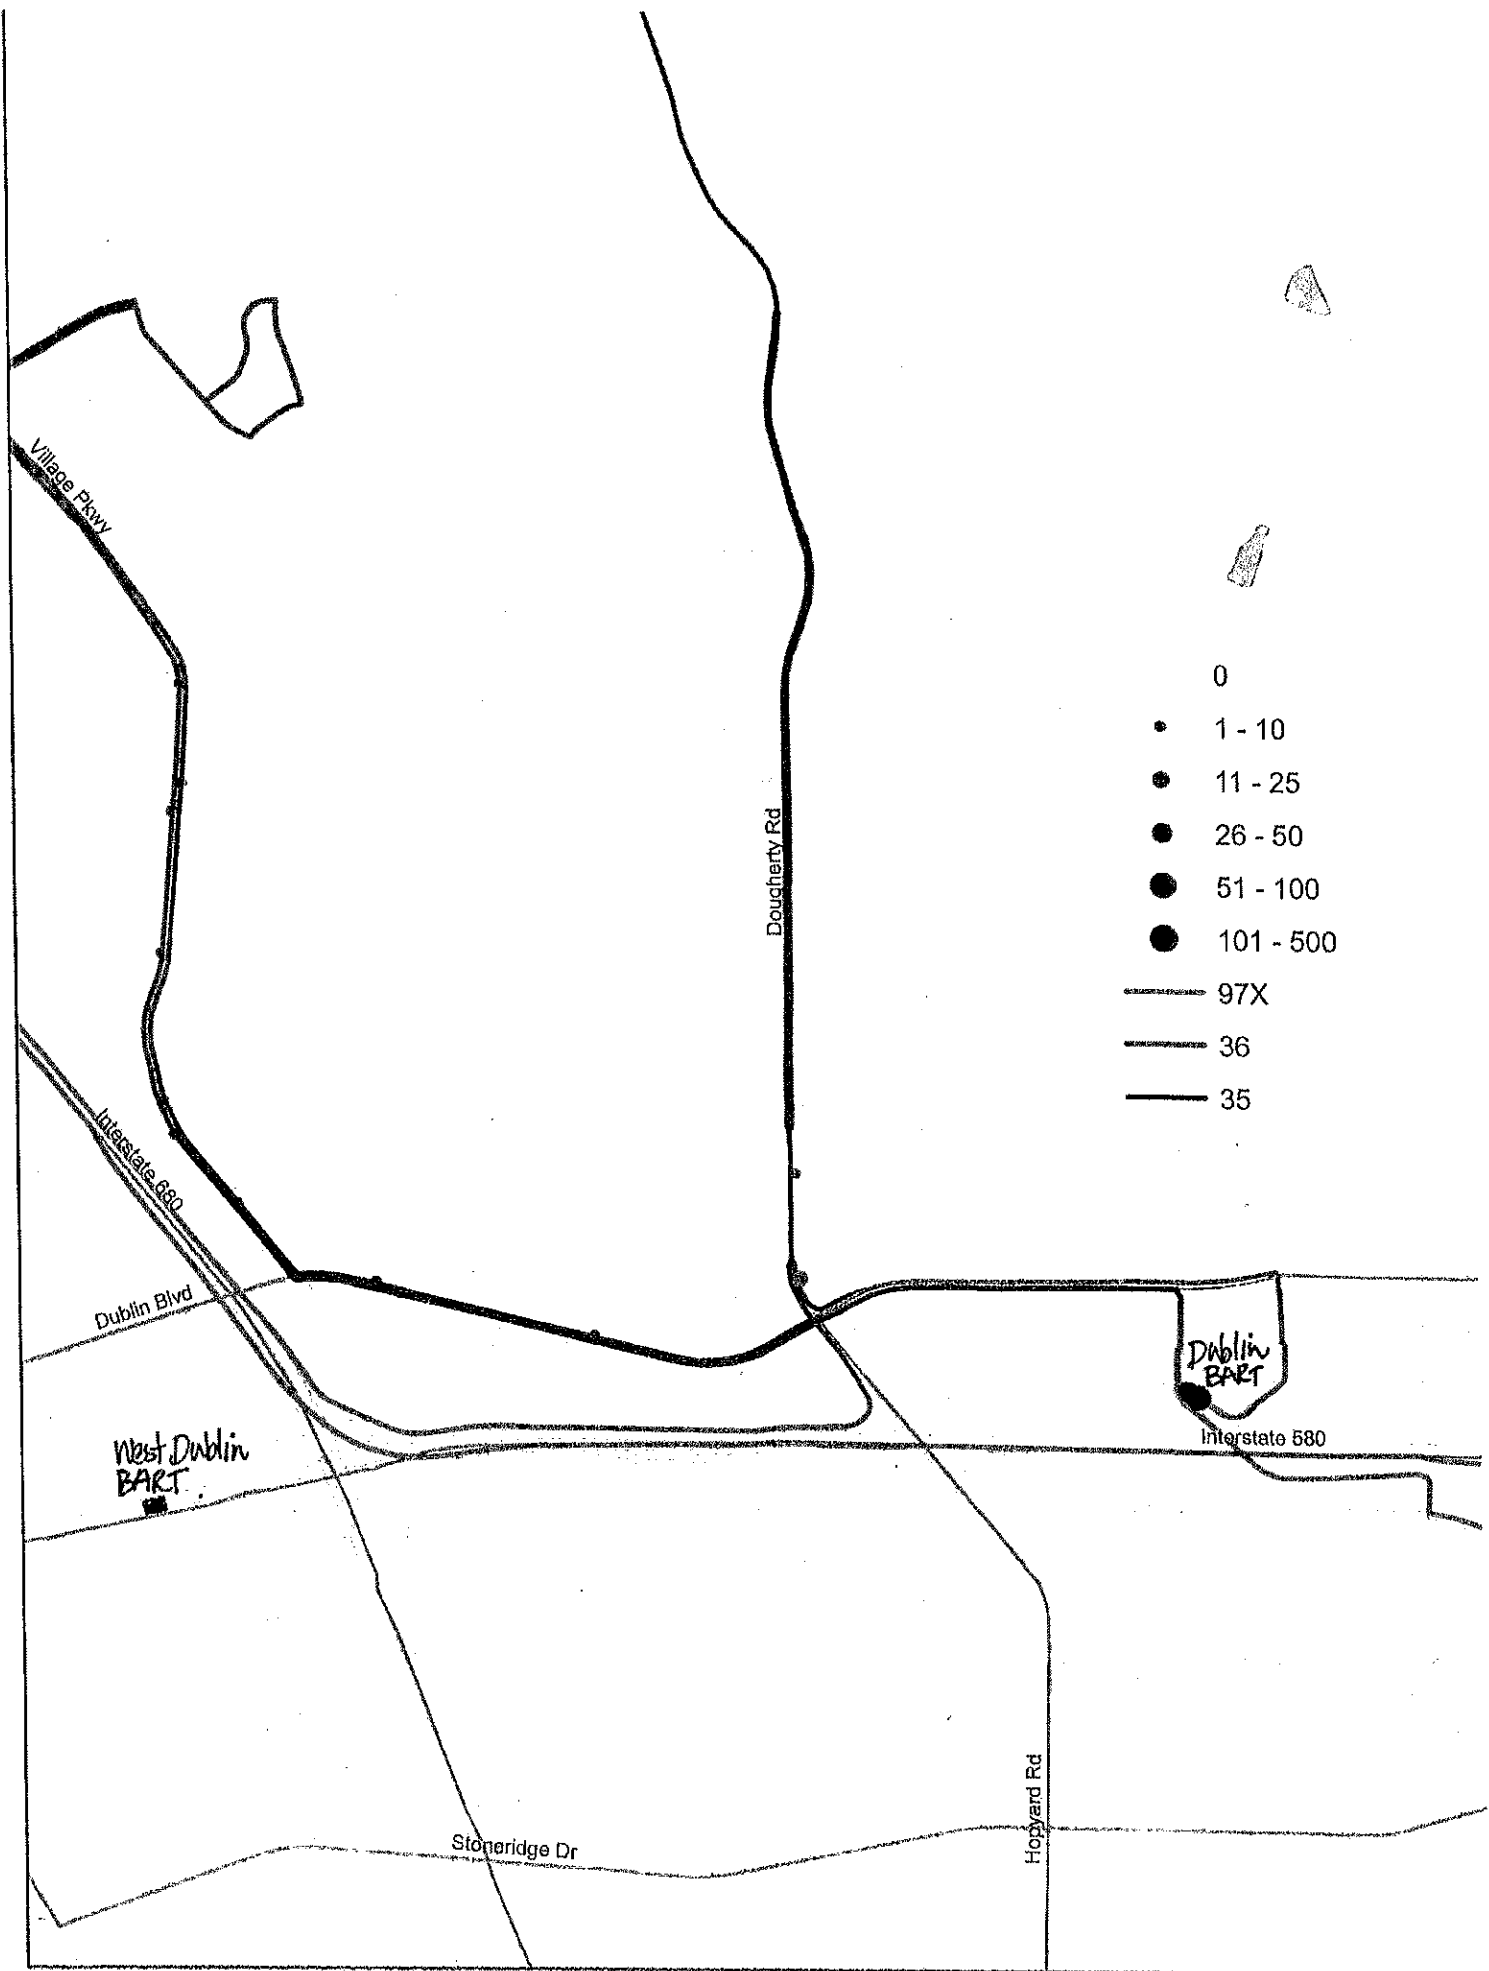 Village Pkwy
0
1 - 10
11 - 25
26 - 50
Dougherty Rd
51 - 100
101 - 500
97X
36
35
Interstate 680
Dublin Blvd
Dublin
BART
Interstate 580
West Dublin
BART
Hopyard Rd
Stoneridge Dr